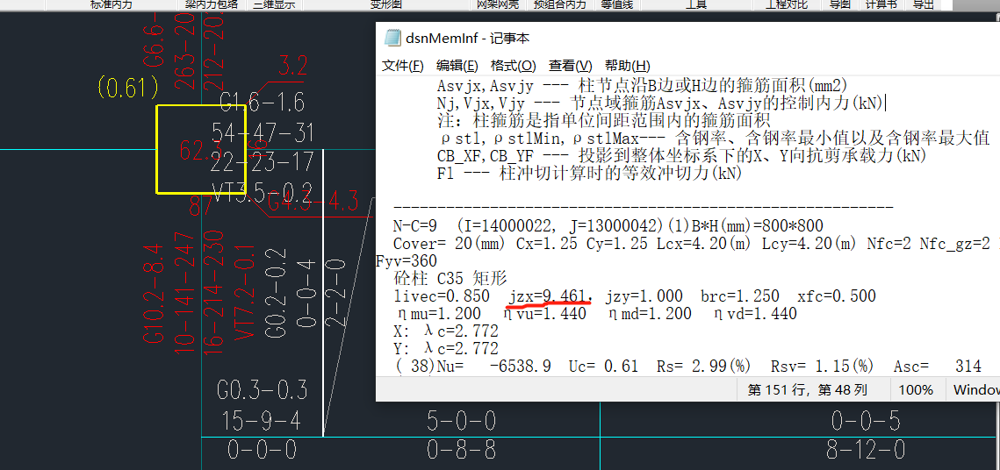 标准内力 梁内力包络 三维显示 变形图 网架网壳 预组合内力 等值线 工具 工程对比 导图 计算书 导出
dsnMemInf - 记事本
文件(F) 编辑(E) 格式(O) 查看(V) 帮助(H)
Asvjx,Asvjy --- 柱节点沿B边或H边的箍筋面积(mm2)
Nj,Vjx,Vjy --- 节点域箍筋Asvjx、Asvjy的控制内力(kN)
注: 柱箍筋是指单位间距范围内的箍筋面积
ρstl,ρstlMin,ρstlMax--- 含钢率、含钢率最小值以及含钢率最大值
CB_XF,CB_YF --- 投影到整体坐标系下的X、Y向抗剪承载力(kN)
Fl --- 柱冲切计算时的等效冲切力(kN)
N-C=9 (I=14000022, J=13000042)(1)B*H(mm)=800*800
Cover= 20(mm) Cx=1.25 Cy=1.25 Lcx=4.20(m) Lcy=4.20(m) Nfc=2 Nfc_gz=2
Fyv=360
砼柱 C35 矩形
livec=0.850 jzx=9.461, jzy=1.000 brc=1.250 xfc=0.500
ημu=1.200 ηvu=1.440 ηmd=1.200 ηvd=1.440
X: λc=2.772
Y: λc=2.772
( 38)Nu= -6538.9 Uc= 0.61 Rs= 2.99(%) Rsv= 1.15(%) Asc= 314
第 151 行，第 48 列 100% Window
G6.6-
263-20
212-20
3.2
(0.61)
G1.6-1.6
54-47-31
62.
22-23-17
VT3.5-0.2
87
G4.3-4.3
G10.2-8.4
10-141-247
16-214-230
VT7.2-0.1
G0.2-0.2
0-0-4
2-2-0
G0.3-0.3
15-9-4
0-0-0
5-0-0
0-8-8
0-0-5
8-12-0